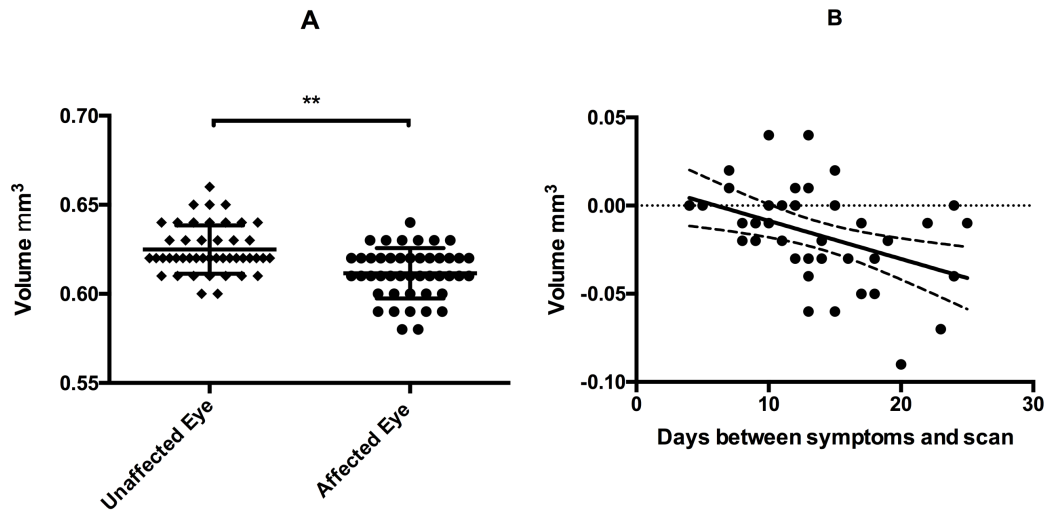 A
**
0.70
0.65
0.60
0.55
Volume mm³
Unaffected Eye
Affected Eye
B
0.05
0.00
-0.05
-0.10
Volume mm³
0
10
20
30
Days between symptoms and scan